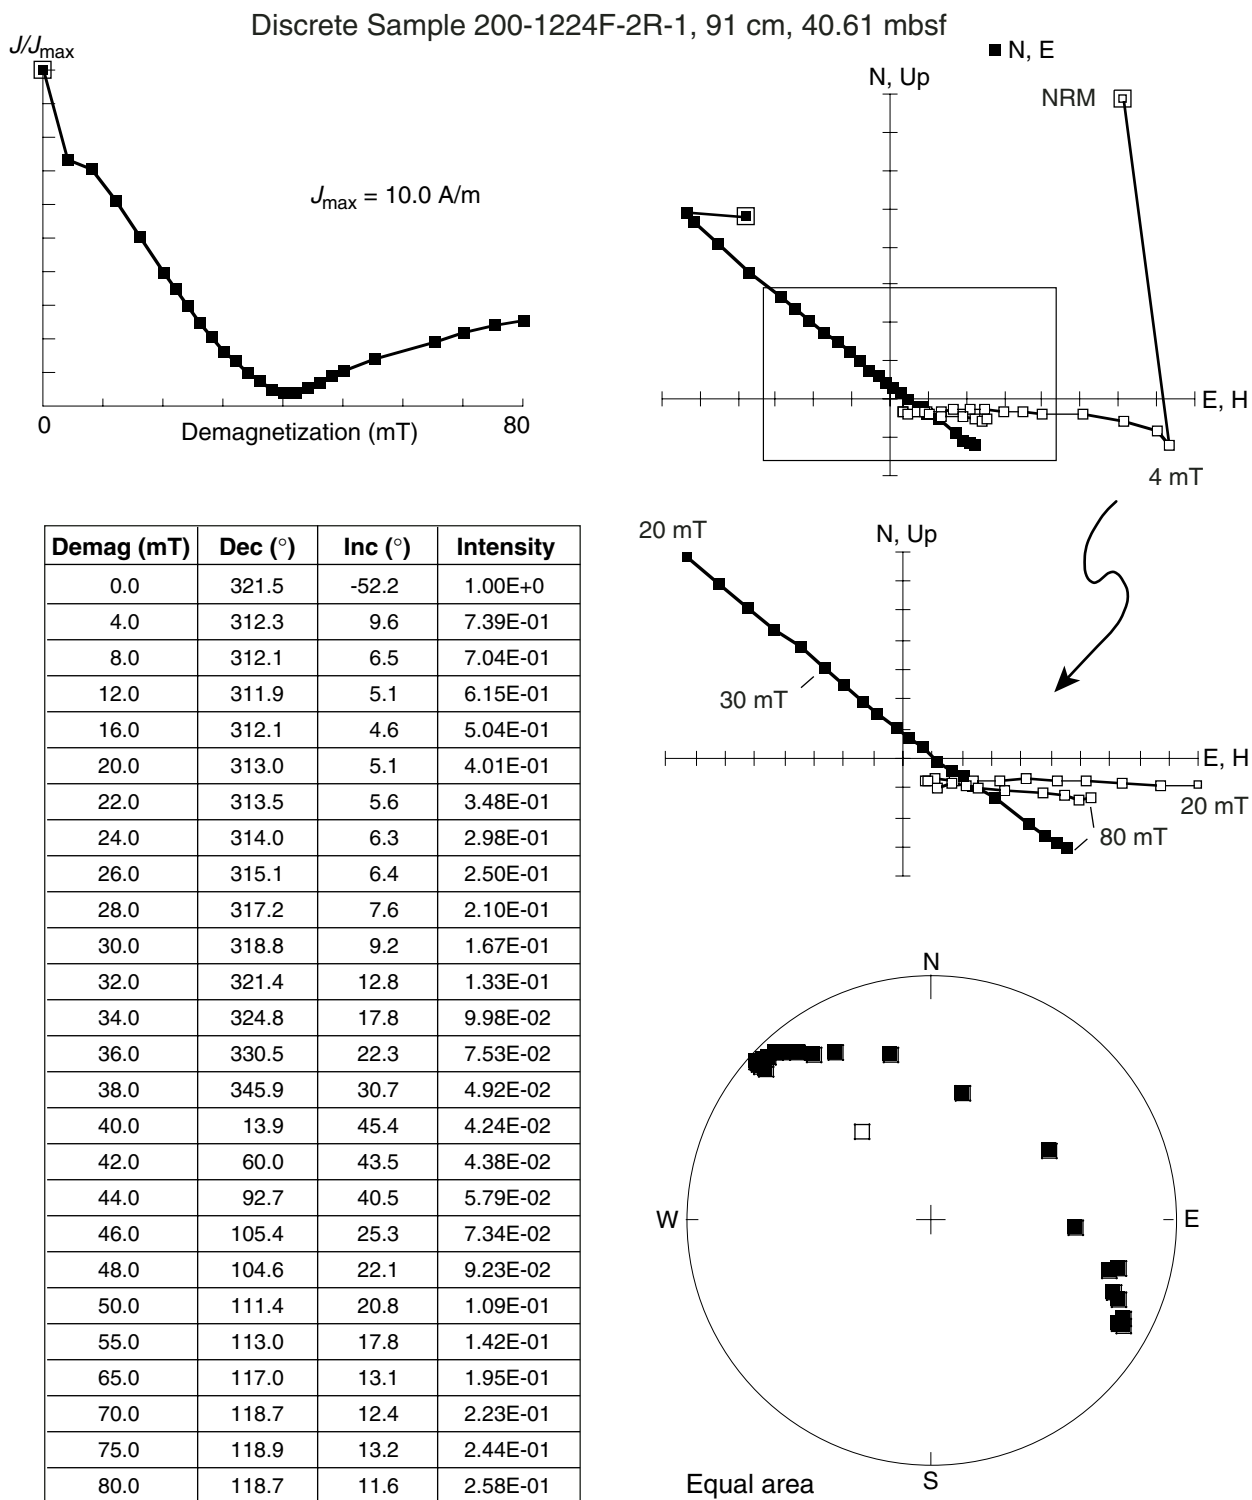 Discrete Sample 200-1224F-2R-1, 91 cm, 40.61 mbsf
J/Jmax
Jmax = 10.0 A/m
0
Demagnetization (mT)
80
■ N, E
N, Up
NRM
E, H
4 mT
20 mT
N, Up
30 mT
E, H
20 mT
80 mT
Demag (mT) Dec (°) Inc (°) Intensity
0.0 321.5 -52.2 1.00E+0
4.0 312.3 9.6 7.39E-01
8.0 312.1 6.5 7.04E-01
12.0 311.9 5.1 6.15E-01
16.0 312.1 4.6 5.04E-01
20.0 313.0 5.1 4.01E-01
22.0 313.5 5.6 3.48E-01
24.0 314.0 6.3 2.98E-01
26.0 315.1 6.4 2.50E-01
28.0 317.2 7.6 2.10E-01
30.0 318.8 9.2 1.67E-01
32.0 321.4 12.8 1.33E-01
34.0 324.8 17.8 9.98E-02
36.0 330.5 22.3 7.53E-02
38.0 345.9 30.7 4.92E-02
40.0 13.9 45.4 4.24E-02
42.0 60.0 43.5 4.38E-02
44.0 92.7 40.5 5.79E-02
46.0 105.4 25.3 7.34E-02
48.0 104.6 22.1 9.23E-02
50.0 111.4 20.8 1.09E-01
55.0 113.0 17.8 1.42E-01
65.0 117.0 13.1 1.95E-01
70.0 118.7 12.4 2.23E-01
75.0 118.9 13.2 2.44E-01
80.0 118.7 11.6 2.58E-01
N
W
E
S
Equal area